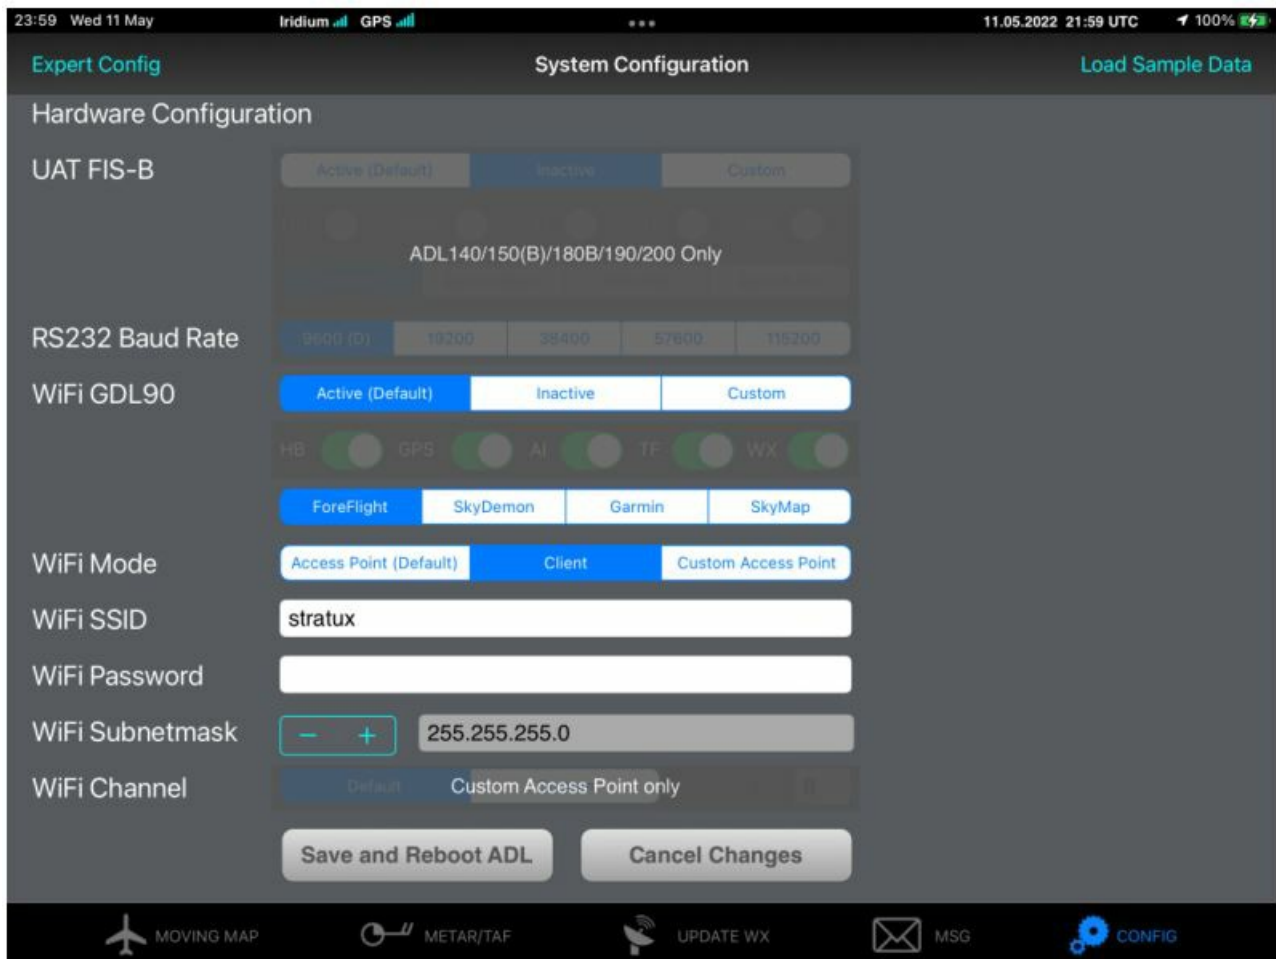 23:59 Wed 11 May Iridium GPS 11.05.2022 21:59 UTC 100%
Expert Config System Configuration Load Sample Data
Hardware Configuration
UAT FIS-B Active (Default) Inactive Custom
ADL140/150(B)/180B/190/200 Only
RS232 Baud Rate 9600 (D) 19200 38400 57600 115200
WiFi GDL90 Active (Default) Inactive Custom
HB GPS AI TF WX
ForeFlight SkyDemon Garmin SkyMap
WiFi Mode Access Point (Default) Client Custom Access Point
WiFi SSID stratux
WiFi Password
WiFi Subnetmask − + 255.255.255.0
WiFi Channel Default Custom Access Point only 0
Save and Reboot ADL Cancel Changes
MOVING MAP METAR/TAF UPDATE WX MSG CONFIG